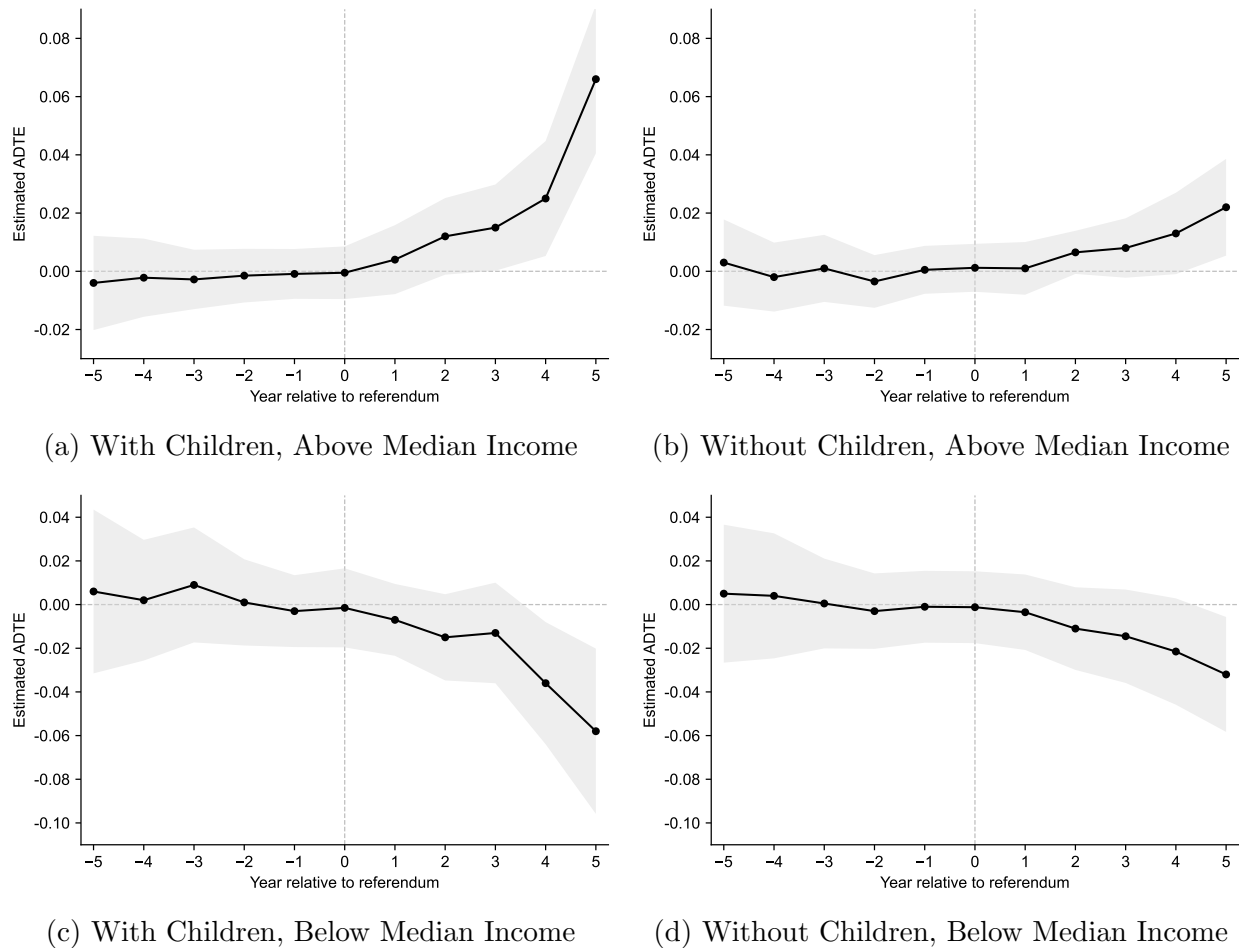 0.08
0.06
0.04
0.02
0.00
-0.02
Estimated ADTE
−5 −4 −3 −2 −1 0 1 2 3 4 5
Year relative to referendum
(a) With Children, Above Median Income
0.08
0.06
0.04
0.02
0.00
-0.02
Estimated ADTE
−5 −4 −3 −2 −1 0 1 2 3 4 5
Year relative to referendum
(b) Without Children, Above Median Income
0.04
0.02
0.00
-0.02
-0.04
-0.06
-0.08
-0.10
Estimated ADTE
−5 −4 −3 −2 −1 0 1 2 3 4 5
Year relative to referendum
(c) With Children, Below Median Income
0.04
0.02
0.00
-0.02
-0.04
-0.06
-0.08
-0.10
Estimated ADTE
−5 −4 −3 −2 −1 0 1 2 3 4 5
Year relative to referendum
(d) Without Children, Below Median Income